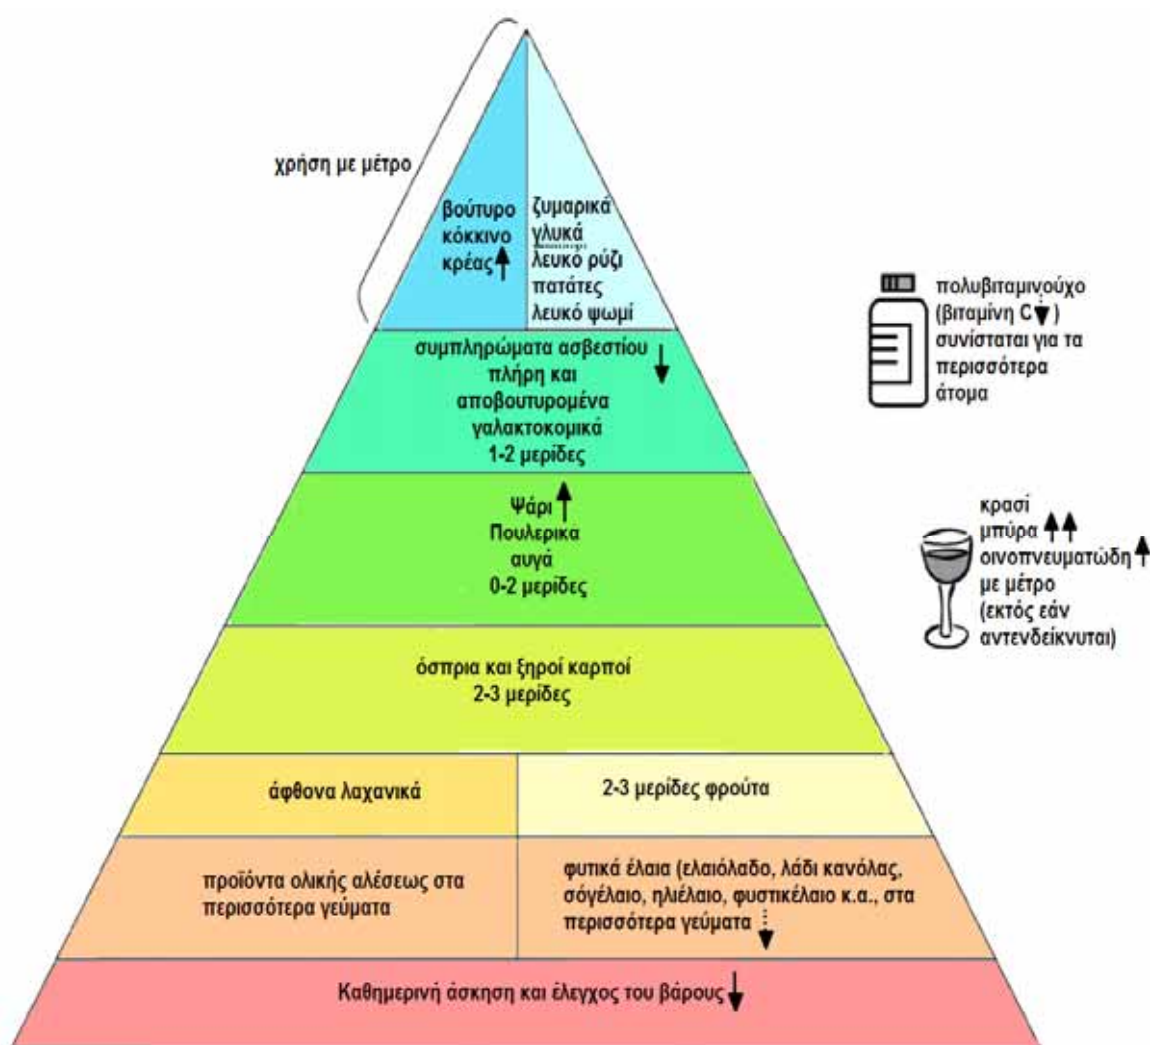 χρήση με μέτρο
βούτυρο
κόκκινο
κρέας
ζυμαρικά
γλυκά
λευκό ρύζι
πατάτες
λευκό ψωμί
συμπληρώματα ασβεστίου
πλήρη και
αποβουτυρομένα
γαλακτοκομικά
1-2 μερίδες
Ψάρι
Πουλερικα
αυγά
0-2 μερίδες
όσπρια και ξηροί καρποί
2-3 μερίδες
άφθονα λαχανικά
2-3 μερίδες φρούτα
προϊόντα ολικής αλέσεως στα
περισσότερα γεύματα
φυτικά έλαια (ελαιόλαδο, λάδι κανόλας,
σόγέλαιο, ηλιέλαιο, φυστικέλαιο κ.α., στα
περισσότερα γεύματα
Καθημερινή άσκηση και έλεγχος του βάρους
πολυβιταμινούχο
(βιταμίνη C )
συνίσταται για τα
περισσότερα
άτομα
κρασί
μπύρα
οινοπνευματώδη
με μέτρο
(εκτός εάν
αντενδείκνυται)